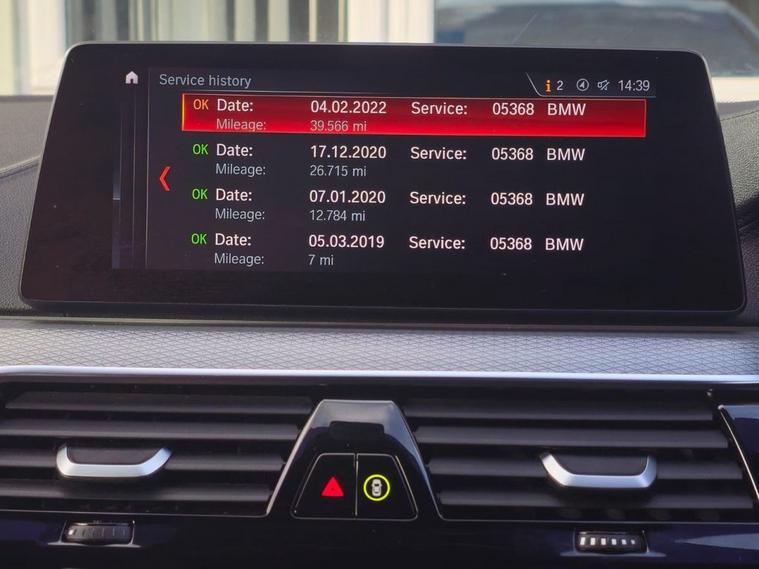 Service history i 2 14:39
OK Date: 04.02.2022 Service: 05368 BMW
Mileage: 39.566 mi
OK Date: 17.12.2020 Service: 05368 BMW
Mileage: 26.715 mi
OK Date: 07.01.2020 Service: 05368 BMW
Mileage: 12.784 mi
OK Date: 05.03.2019 Service: 05368 BMW
Mileage: 7 mi